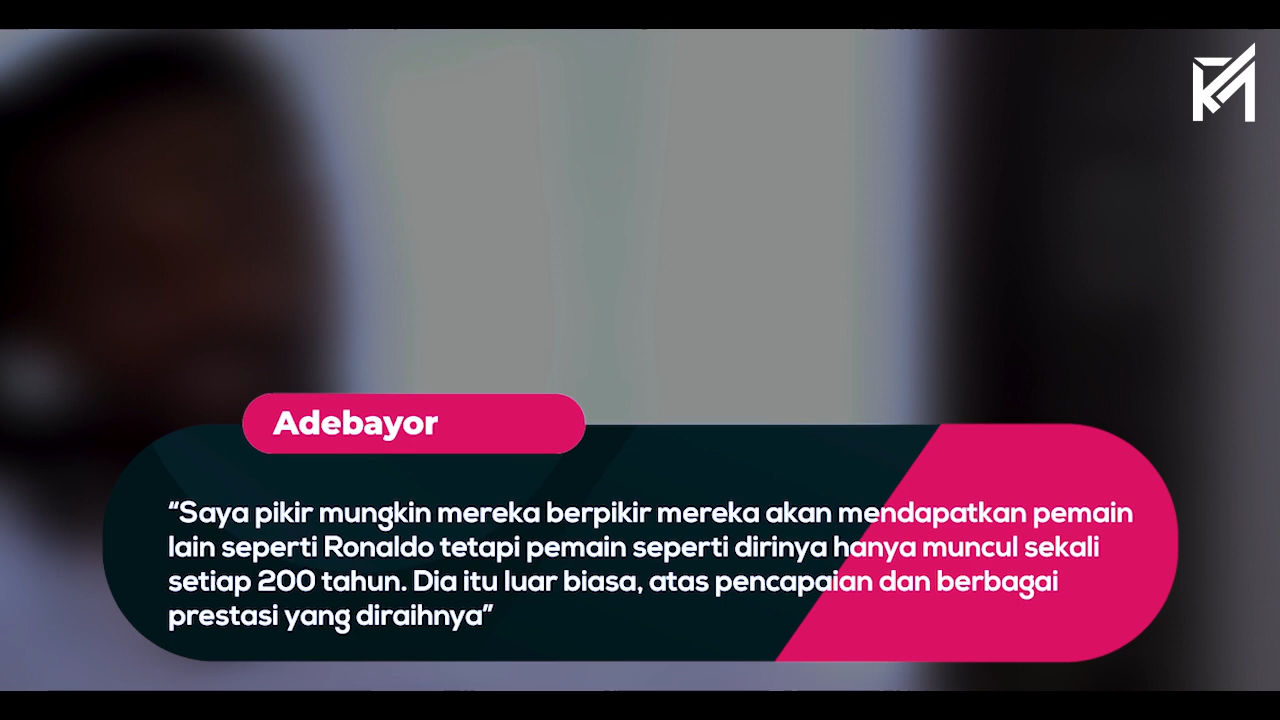 Adebayor
“Saya pikir mungkin mereka berpikir mereka akan mendapatkan pemain
lain seperti Ronaldo tetapi pemain seperti dirinya hanya muncul sekali
setiap 200 tahun. Dia itu luar biasa, atas pencapaian dan berbagai
prestasi yang diraihnya”